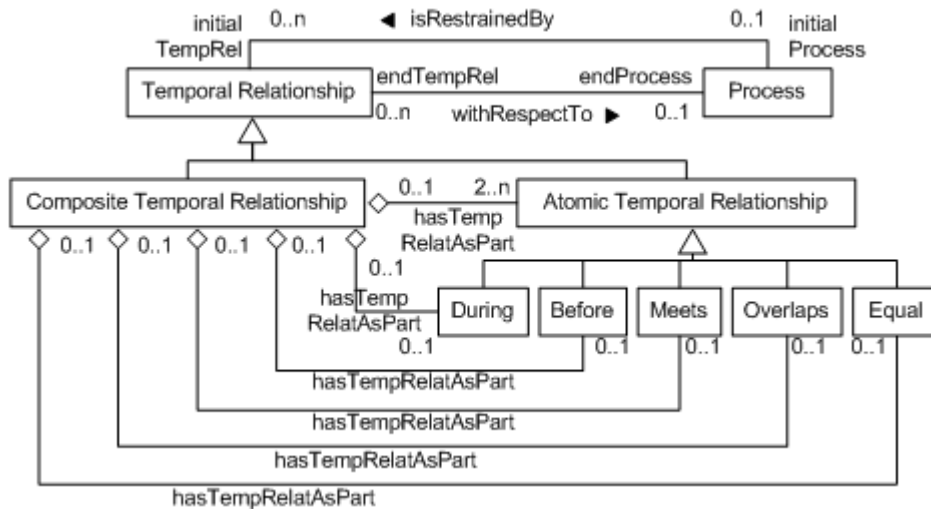 initial
TempRel
0..n
◄ isRestrainedBy
0..1
initial
Process
Temporal Relationship
endTempRel
endProcess
Process
0..n
withRespectTo ►
0..1
Composite Temporal Relationship
0..1
2..n
Atomic Temporal Relationship
hasTemp
RelatAsPart
0..1
0..1
0..1
0..1
0..1
hasTemp
RelatAsPart
During
Before
Meets
Overlaps
Equal
0..1
0..1
0..1
0..1
0..1
hasTempRelatAsPart
hasTempRelatAsPart
hasTempRelatAsPart
hasTempRelatAsPart